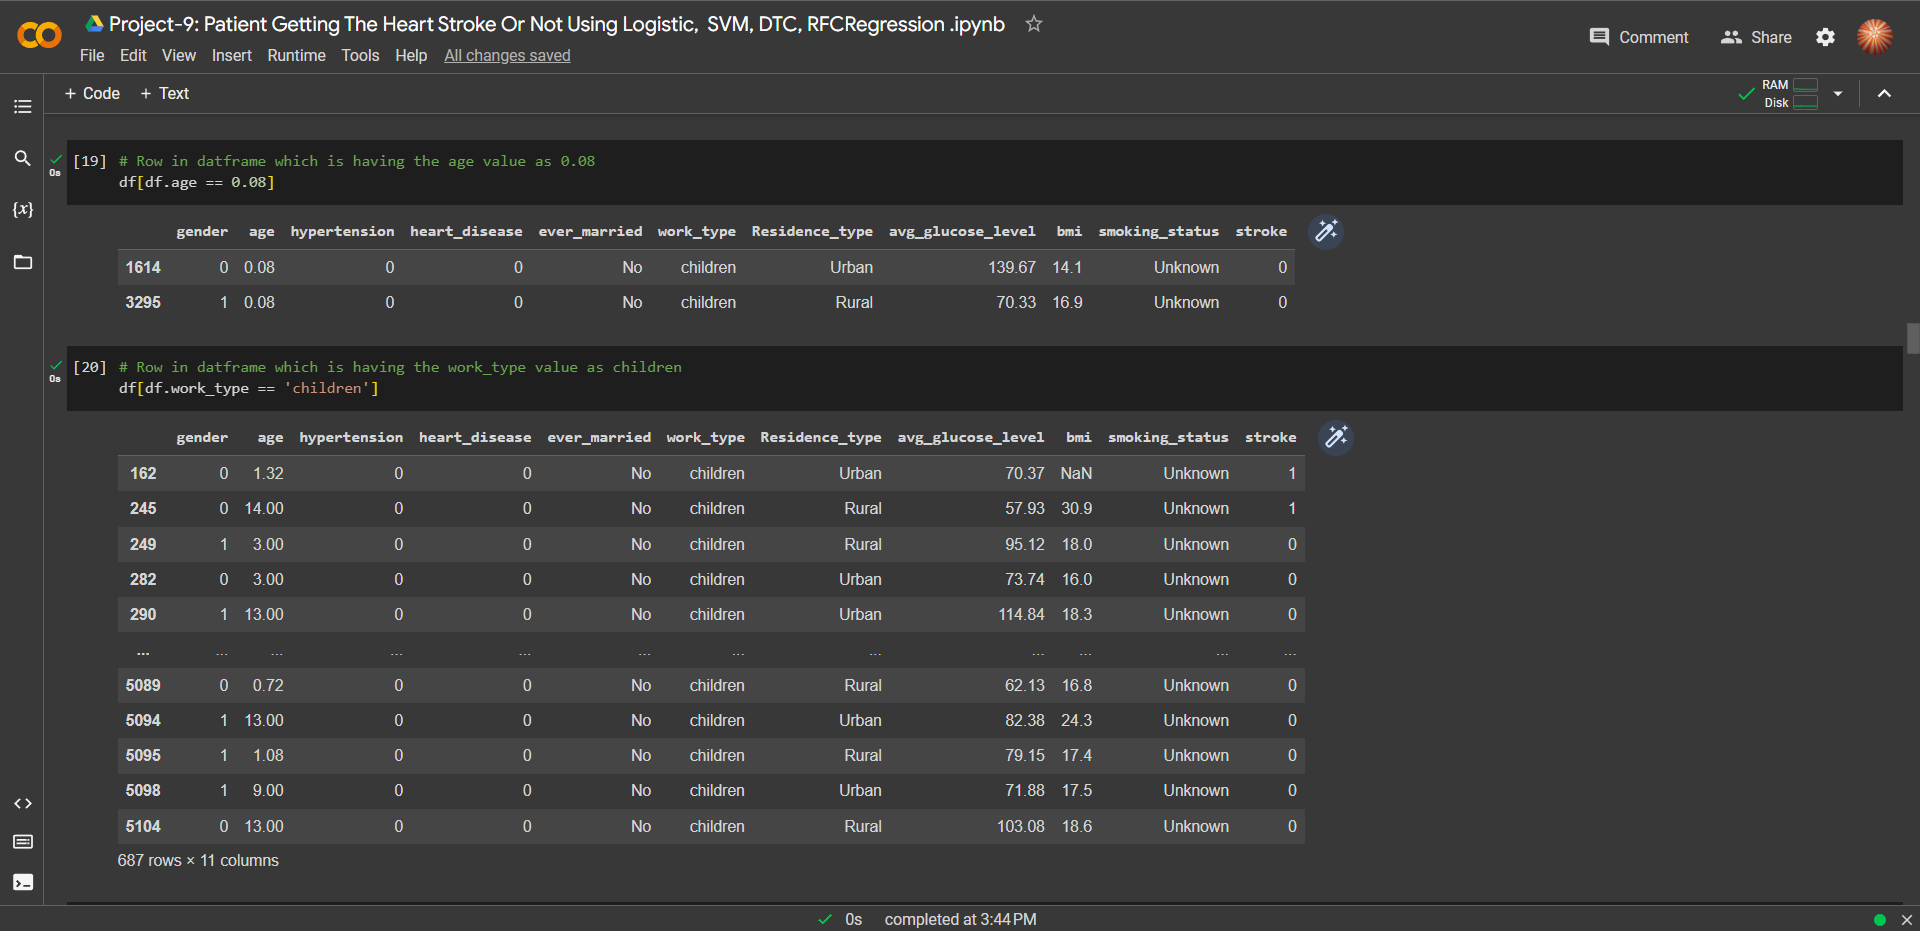 Project-9: Patient Getting The Heart Stroke Or Not Using Logistic, SVM, DTC, RFCRegression .ipynb
File Edit View Insert Runtime Tools Help All changes saved
Comment Share
+ Code + Text
RAM
Disk
[19] # Row in datframe which is having the age value as 0.08
0s
df[df.age == 0.08]
gender age hypertension heart_disease ever_married work_type Residence_type avg_glucose_level bmi smoking_status stroke
1614 0 0.08 0 0 No children Urban 139.67 14.1 Unknown 0
3295 1 0.08 0 0 No children Rural 70.33 16.9 Unknown 0
[20] # Row in datframe which is having the work_type value as children
0s
df[df.work_type == 'children']
gender age hypertension heart_disease ever_married work_type Residence_type avg_glucose_level bmi smoking_status stroke
162 0 1.32 0 0 No children Urban 70.37 NaN Unknown 1
245 0 14.00 0 0 No children Rural 57.93 30.9 Unknown 1
249 1 3.00 0 0 No children Rural 95.12 18.0 Unknown 0
282 0 3.00 0 0 No children Urban 73.74 16.0 Unknown 0
290 1 13.00 0 0 No children Urban 114.84 18.3 Unknown 0
... ... ... ... ... ... ... ... ... ... ... ...
5089 0 0.72 0 0 No children Rural 62.13 16.8 Unknown 0
5094 1 13.00 0 0 No children Urban 82.38 24.3 Unknown 0
5095 1 1.08 0 0 No children Rural 79.15 17.4 Unknown 0
5098 1 9.00 0 0 No children Urban 71.88 17.5 Unknown 0
5104 0 13.00 0 0 No children Rural 103.08 18.6 Unknown 0
687 rows × 11 columns
0s completed at 3:44 PM